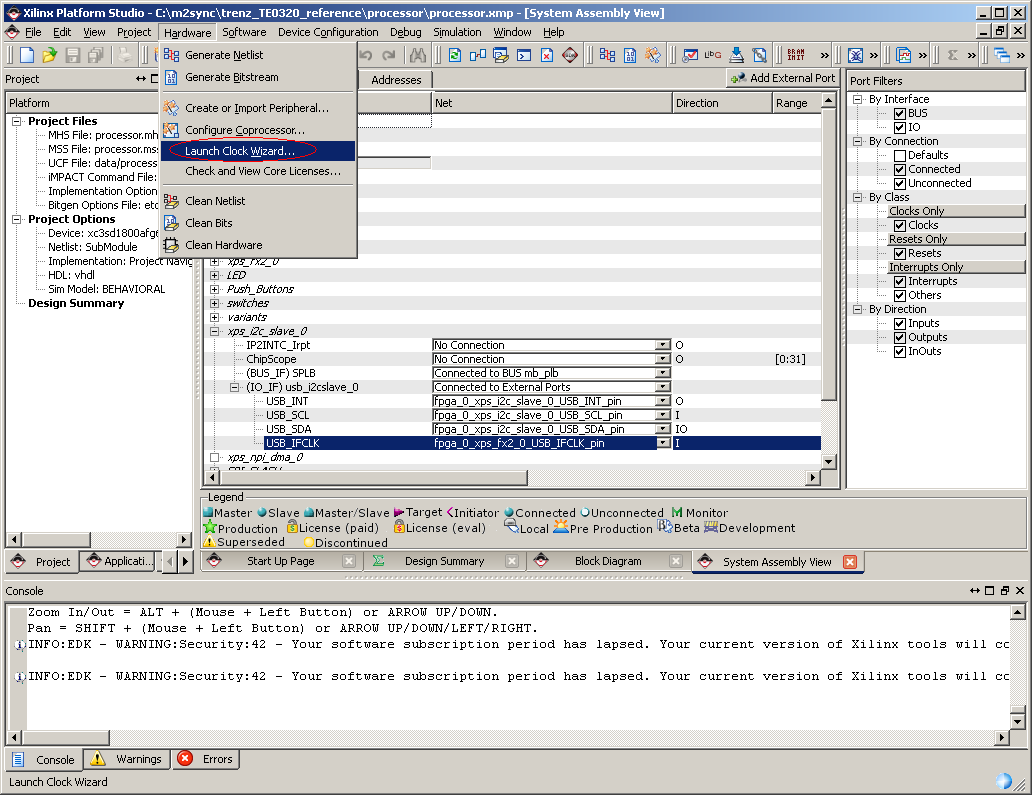 Xilinx Platform Studio - C:\m2sync\trenz_TE0320_reference\processor\processor.xmp - [System Assembly View]
File Edit View Project Hardware Software Device Configuration Debug Simulation Window Help
Generate Netlist
Generate Bitstream
Create or Import Peripheral...
Configure Coprocessor...
Launch Clock Wizard...
Check and View Core Licenses...
Clean Netlist
Clean Bits
Clean Hardware
Project
Platform
Project Files
MHS File: processor.mh
MSS File: processor.ms
UCF File: data/process
iMPACT Command File:
Implementation Option
Bitgen Options File: etc
Project Options
Device: xc3sd1800afg
Netlist: SubModule
Implementation: Project Navig
HDL: vhdl
Sim Model: BEHAVIORAL
Design Summary
Addresses
Add External Port
Net Direction Range
xps_fx2_0
LED
Push_Buttons
switches
variants
xps_i2c_slave_0
IP2INTC_Irpt No Connection O
ChipScope No Connection O [0:31]
(BUS_IF) SPLB Connected to BUS mb_plb
(IO_IF) usb_i2cslave_0 Connected to External Ports
USB_INT fpga_0_xps_i2c_slave_0_USB_INT_pin O
USB_SCL fpga_0_xps_i2c_slave_0_USB_SCL_pin I
USB_SDA fpga_0_xps_i2c_slave_0_USB_SDA_pin IO
USB_IFCLK fpga_0_xps_fx2_0_USB_IFCLK_pin I
xps_npi_dma_0
Port Filters
By Interface
BUS
IO
By Connection
Defaults
Connected
Unconnected
By Class
Clocks Only
Clocks
Resets Only
Resets
Interrupts Only
Interrupts
Others
By Direction
Inputs
Outputs
InOuts
Legend
Master Slave Master/Slave Target Initiator Connected Unconnected M Monitor
Production License (paid) License (eval) Local Pre Production Beta Development
Superseded Discontinued
Project Applicati...
Start Up Page Design Summary Block Diagram System Assembly View
Console
Zoom In/Out = ALT + (Mouse + Left Button) or ARROW UP/DOWN.
Pan = SHIFT + (Mouse + Left Button) or ARROW UP/DOWN/LEFT/RIGHT.
INFO:EDK - WARNING:Security:42 - Your software subscription period has lapsed. Your current version of Xilinx tools will co
INFO:EDK - WARNING:Security:42 - Your software subscription period has lapsed. Your current version of Xilinx tools will co
Console Warnings Errors
Launch Clock Wizard